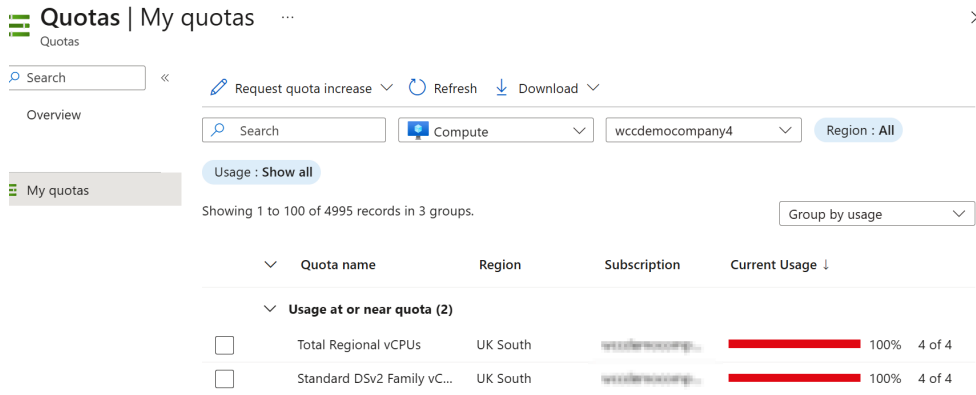 Quotas | My quotas ...
Quotas
Search «
Overview
My quotas
Request quota increase Refresh Download
Search Compute wccdemocompany4 Region : All
Usage : Show all
Showing 1 to 100 of 4995 records in 3 groups.
Group by usage
Quota name Region Subscription Current Usage ↓
Usage at or near quota (2)
Total Regional vCPUs UK South 100% 4 of 4
Standard DSv2 Family vC... UK South 100% 4 of 4